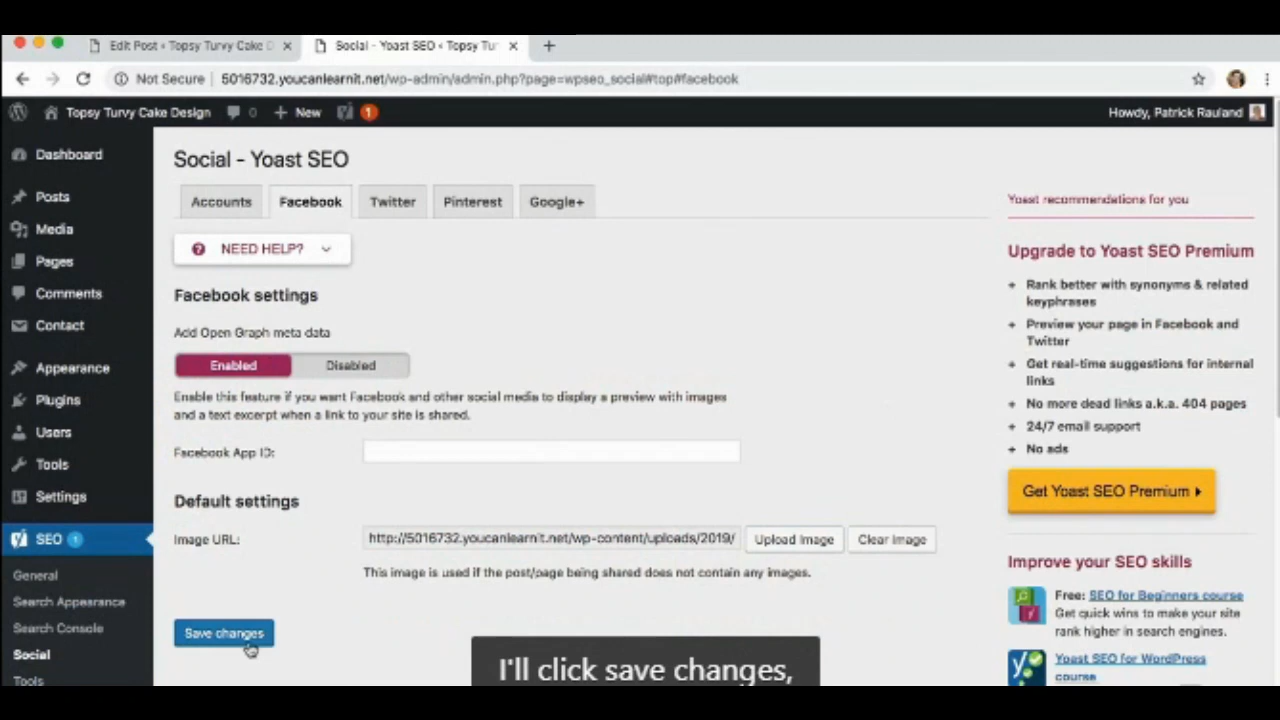 Edit Post ‹ Topsy Turvy Cake D
Social - Yoast SEO ‹ Topsy Tur
Not Secure
5016732.youcanlearnit.net/wp-admin/admin.php?page=wpseo_social#top#facebook
Topsy Turvy Cake Design
0
+ New
1
Howdy, Patrick Rauland
Dashboard
Posts
Media
Pages
Comments
Contact
Appearance
Plugins
Users
Tools
Settings
SEO 1
General
Search Appearance
Search Console
Social
Tools
Social - Yoast SEO
Accounts
Facebook
Twitter
Pinterest
Google+
NEED HELP?
Facebook settings
Add Open Graph meta data
Enabled
Disabled
Enable this feature if you want Facebook and other social media to display a preview with images
and a text excerpt when a link to your site is shared.
Facebook App ID:
Default settings
Image URL:
http://5016732.youcanlearnit.net/wp-content/uploads/2019/
Upload Image
Clear Image
This image is used if the post/page being shared does not contain any images.
Save changes
Yoast recommendations for you
Upgrade to Yoast SEO Premium
+ Rank better with synonyms & related
keyphrases
+ Preview your page in Facebook and
Twitter
+ Get real-time suggestions for internal
links
+ No more dead links a.k.a. 404 pages
+ 24/7 email support
+ No ads
Get Yoast SEO Premium
Improve your SEO skills
Free: SEO for Beginners course
Get quick wins to make your site
rank higher in search engines.
Yoast SEO for WordPress
course
I'll click save changes,